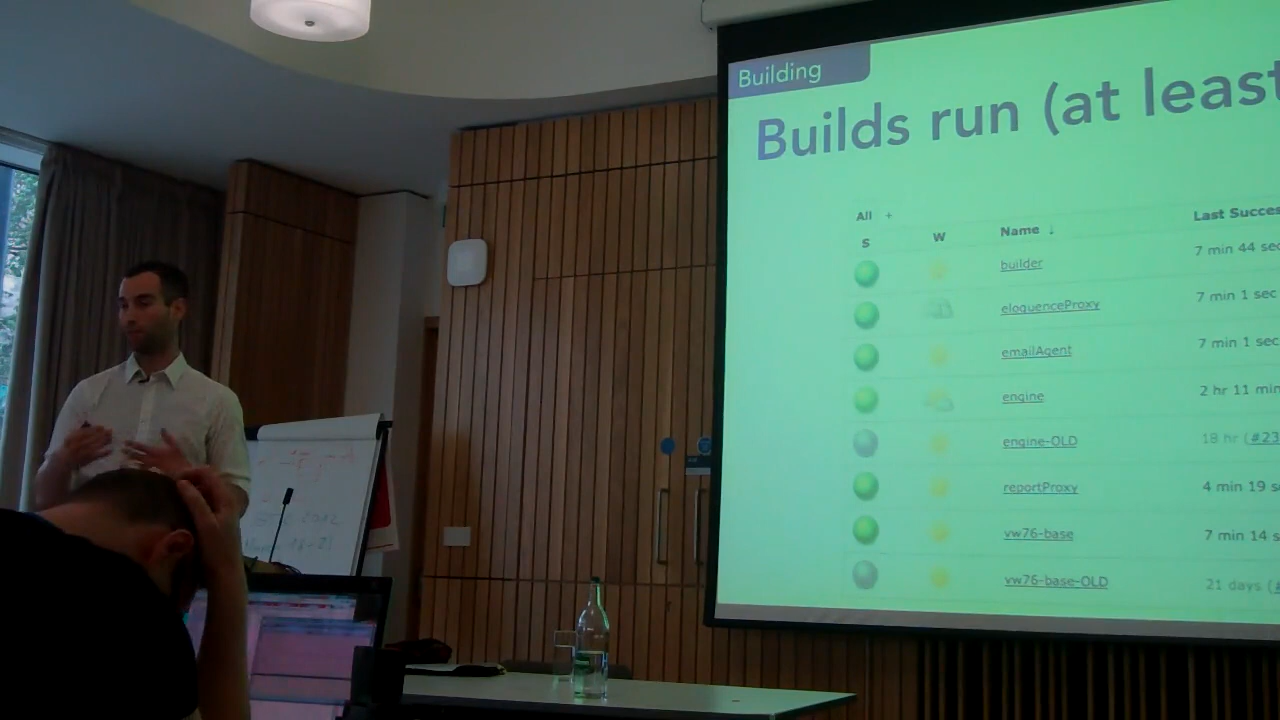 Building
Builds run (at least
All +
S W Name ↓ Last Succes
builder 7 min 44 sec
eloquenceProxy 7 min 1 sec
emailAgent 7 min 1 sec
engine 2 hr 11 min
engine-OLD 18 hr (#23
reportProxy 4 min 19 s
vw76-base 7 min 14 s
vw76-base-OLD 21 days (#